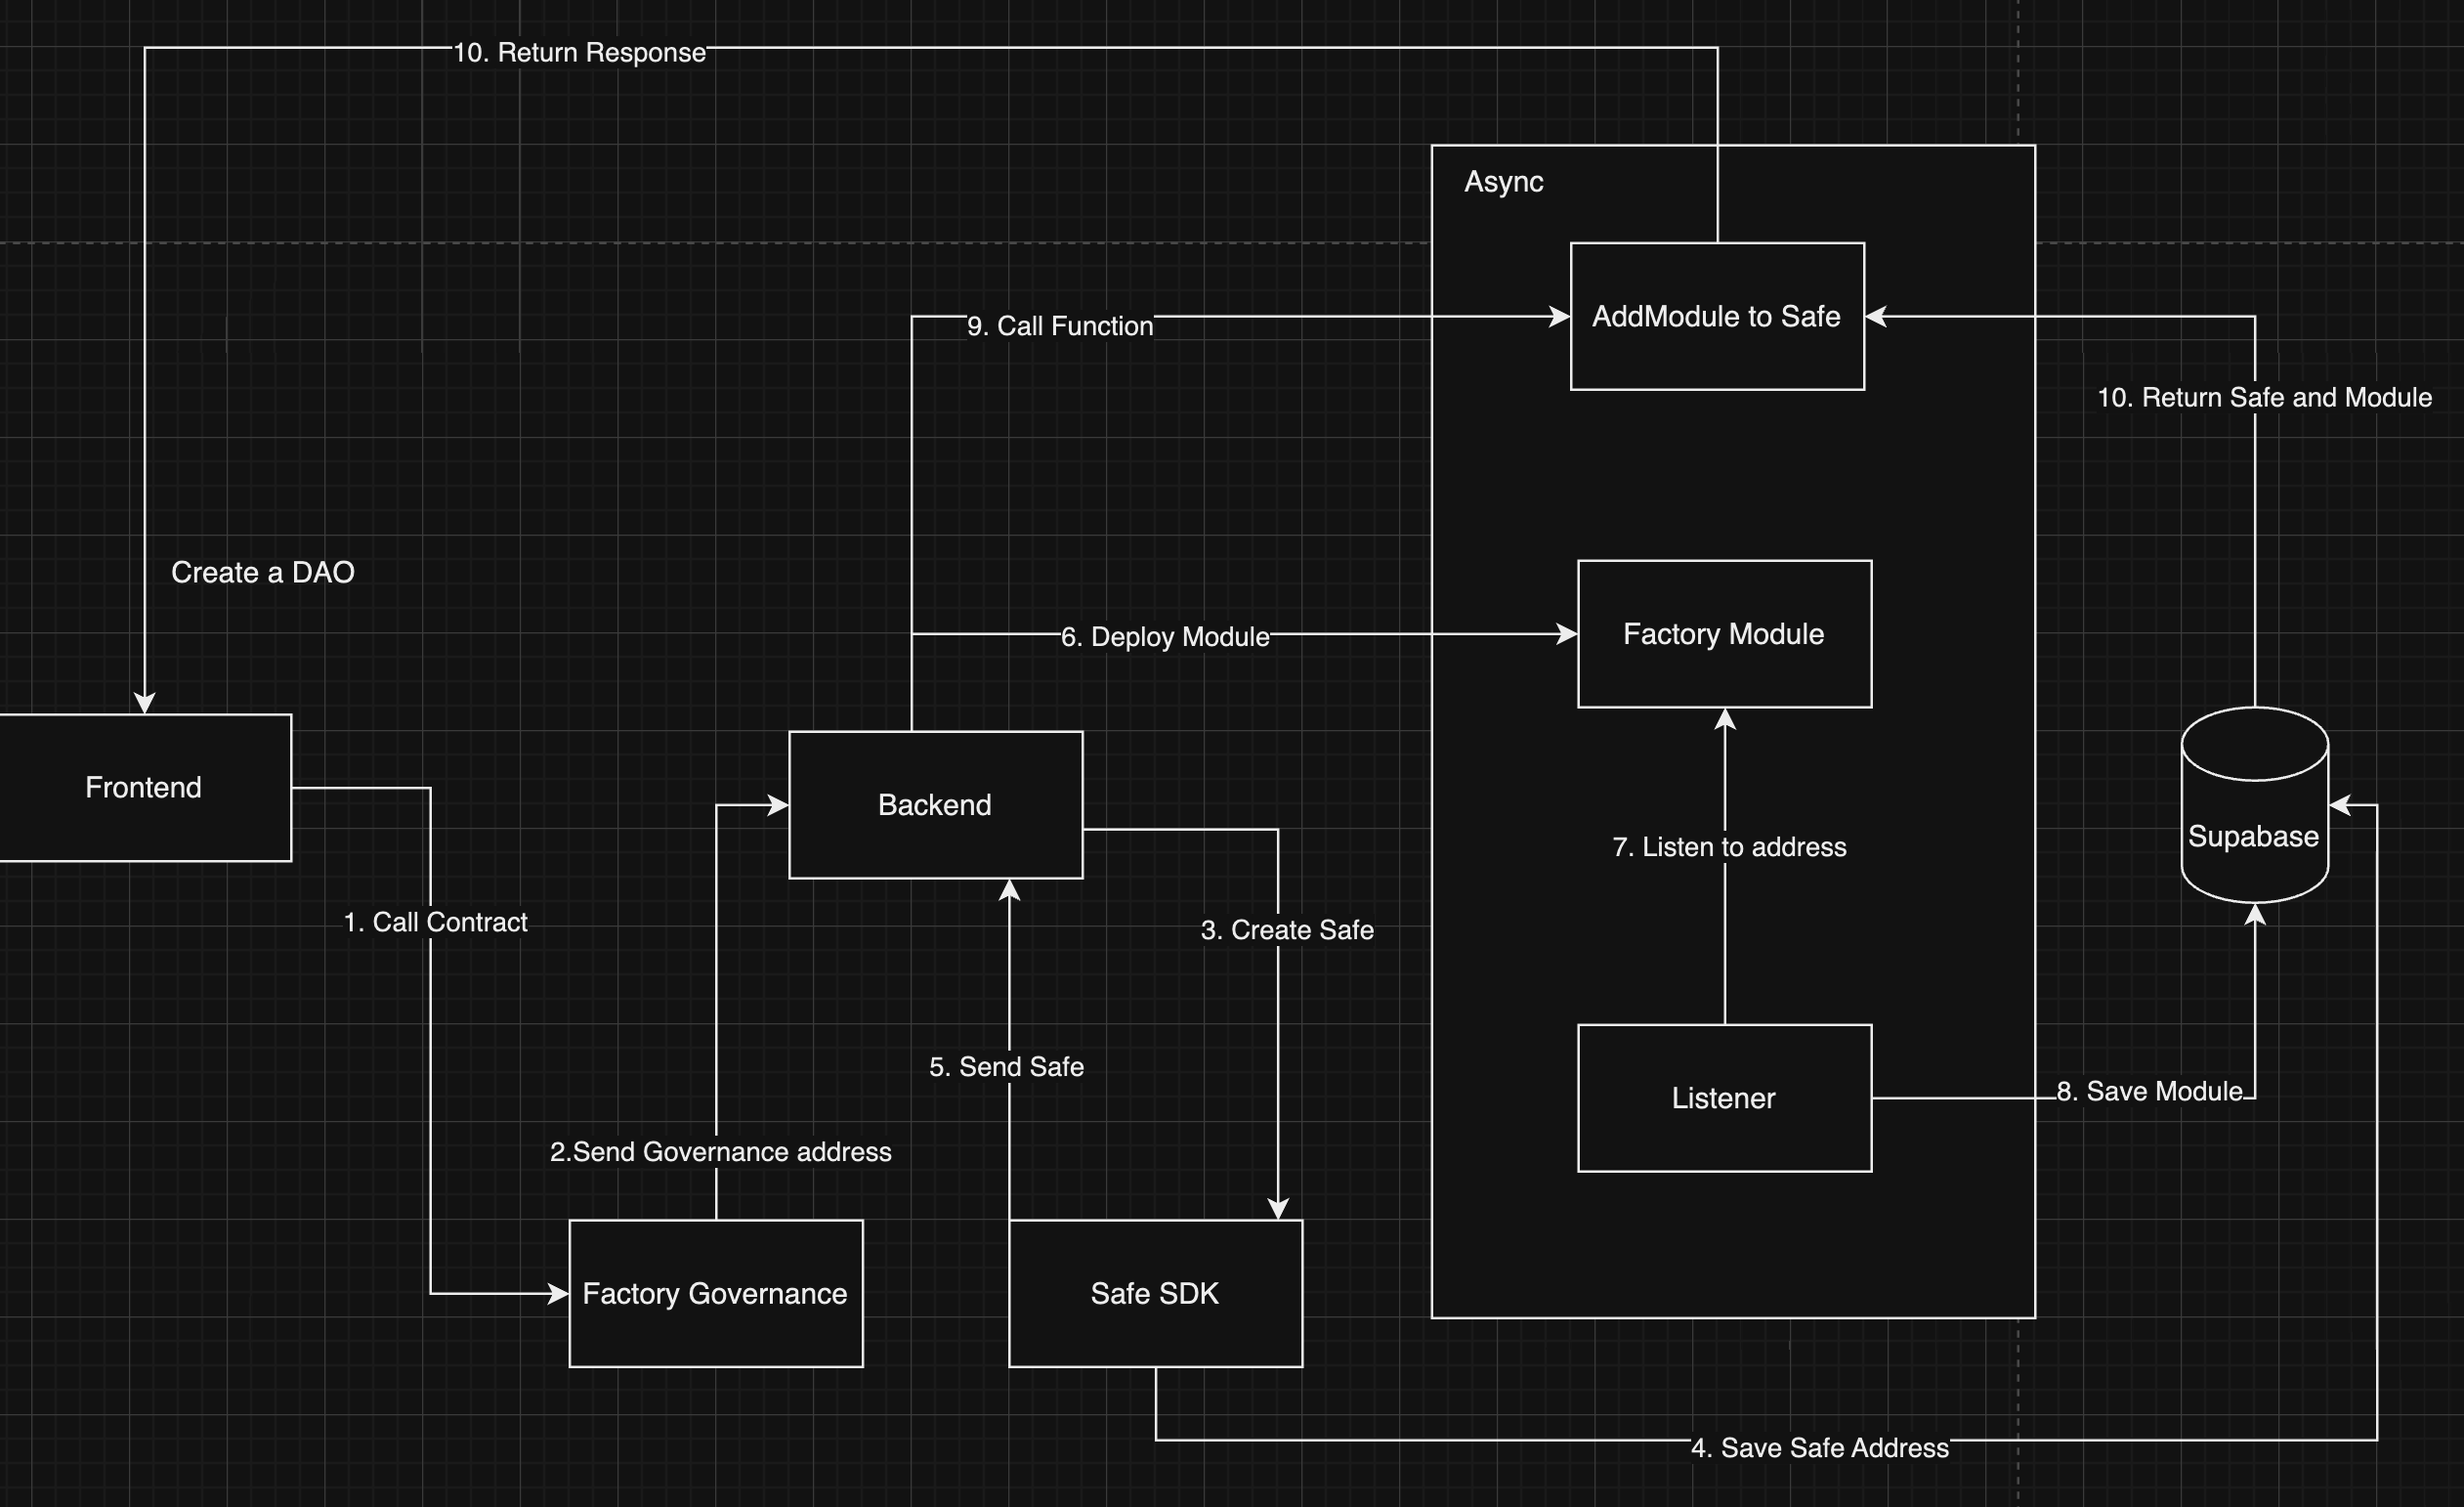 10. Return Response
Async
AddModule to Safe
9. Call Function
10. Return Safe and Module
Create a DAO
6. Deploy Module
Factory Module
Frontend
Backend
Supabase
7. Listen to address
1. Call Contract
3. Create Safe
5. Send Safe
Listener
8. Save Module
2.Send Governance address
Factory Governance
Safe SDK
4. Save Safe Address